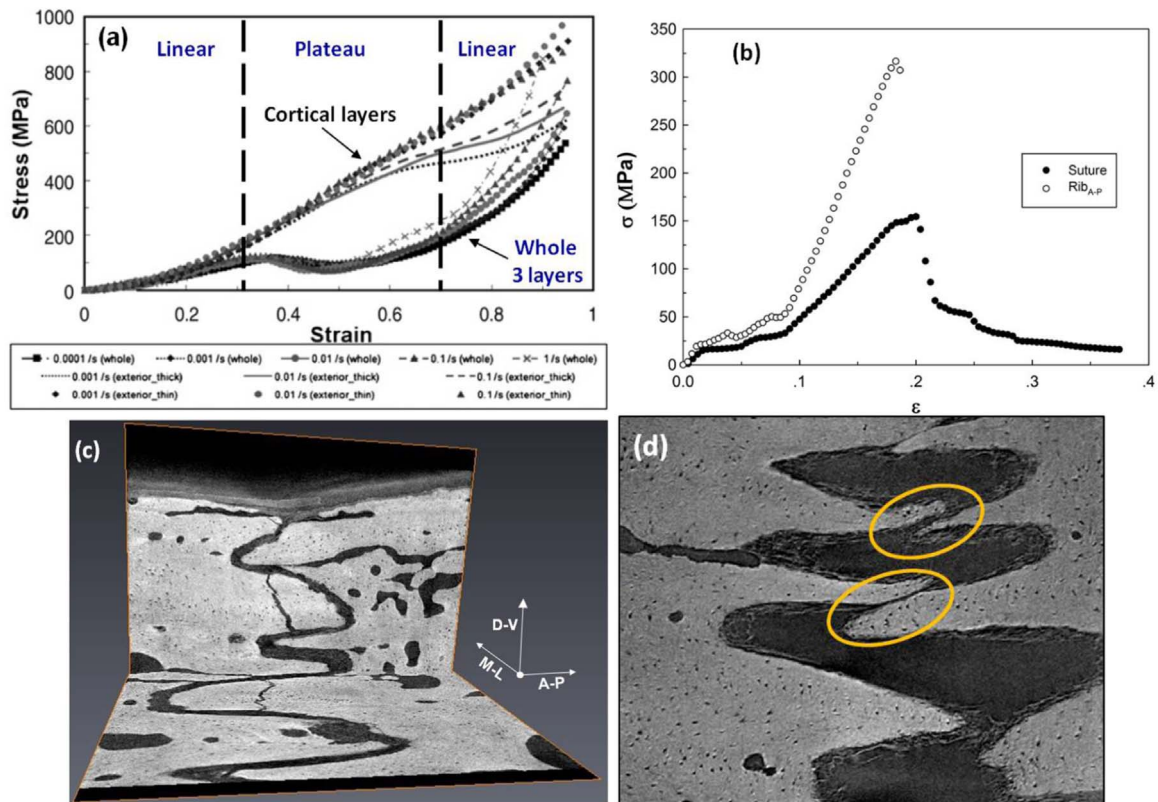 (a)
Linear
Plateau
Linear
Cortical layers
Whole
3 layers
Stress (MPa)
1000
800
600
400
200
0
0
0.2
0.4
0.6
0.8
1
Strain
0.0001 /s (whole)
0.001 /s (whole)
0.01 /s (whole)
0.1 /s (whole)
1 /s (whole)
0.001 /s (exterior_thick)
0.01 /s (exterior_thick)
0.1 /s (exterior_thick)
0.001 /s (exterior_thin)
0.01 /s (exterior_thin)
0.1 /s (exterior_thin)
(b)
σ (MPa)
350
300
250
200
150
100
50
0
0.0
.1
.2
.3
.4
ε
Suture
Rib A-P
(c)
D-V
M-L
A-P
(d)